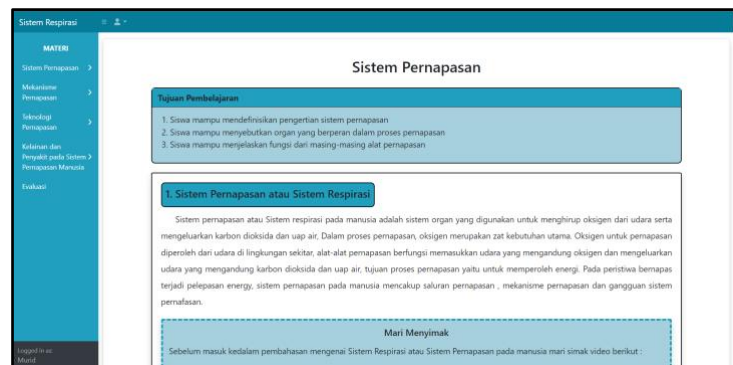 Sistem Respirasi
MATERI
Sistem Pernapasan
Mekanisme
Pernapasan
Teknologi
Pernapasan
Kelainan dan
Penyakit pada Sistem
Pernapasan Manusia
Evaluasi
Logged in as:
Murid
Sistem Pernapasan
Tujuan Pembelajaran
1. Siswa mampu mendefinisikan pengertian sistem pernapasan
2. Siswa mampu menyebutkan organ yang berperan dalam proses pernapasan
3. Siswa mampu menjelaskan fungsi dari masing-masing alat pernapasan
1. Sistem Pernapasan atau Sistem Respirasi
Sistem pernapasan atau Sistem respirasi pada manusia adalah sistem organ yang digunakan untuk menghirup oksigen dari udara serta
mengeluarkan karbon dioksida dan uap air, Dalam proses pernapasan, oksigen merupakan zat kebutuhan utama. Oksigen untuk pernapasan
diperoleh dari udara di lingkungan sekitar, alat-alat pernapasan berfungsi memasukkan udara yang mengandung oksigen dan mengeluarkan
udara yang mengandung karbon dioksida dan uap air, tujuan proses pernapasan yaitu untuk memperoleh energi. Pada peristiwa bernapas
terjadi pelepasan energy, sistem pernapasan pada manusia mencakup saluran pernapasan , mekanisme pernapasan dan gangguan sistem
pernafasan.
Mari Menyimak
Sebelum masuk kedalam pembahasan mengenai Sistem Respirasi atau Sistem Pernapasan pada manusia mari simak video berikut :